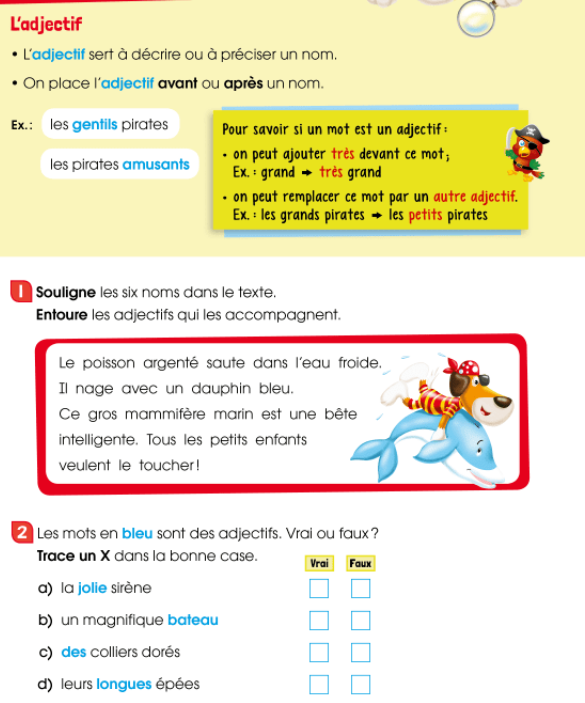 L'adjectif
• L'adjectif sert à décrire ou à préciser un nom.
• On place l'adjectif avant ou après un nom.
Ex. : les gentils pirates
les pirates amusants
Pour savoir si un mot est un adjectif :
• on peut ajouter très devant ce mot ;
Ex. : grand ➡ très grand
• on peut remplacer ce mot par un autre adjectif.
Ex. : les grands pirates ➡ les petits pirates
1 Souligne les six noms dans le texte.
Entoure les adjectifs qui les accompagnent.
Le poisson argenté saute dans l'eau froide.
Il nage avec un dauphin bleu.
Ce gros mammifère marin est une bête
intelligente. Tous les petits enfants
veulent le toucher !
2 Les mots en bleu sont des adjectifs. Vrai ou faux ?
Trace un X dans la bonne case.
Vrai Faux
a) la jolie sirène
b) un magnifique bateau
c) des colliers dorés
d) leurs longues épées